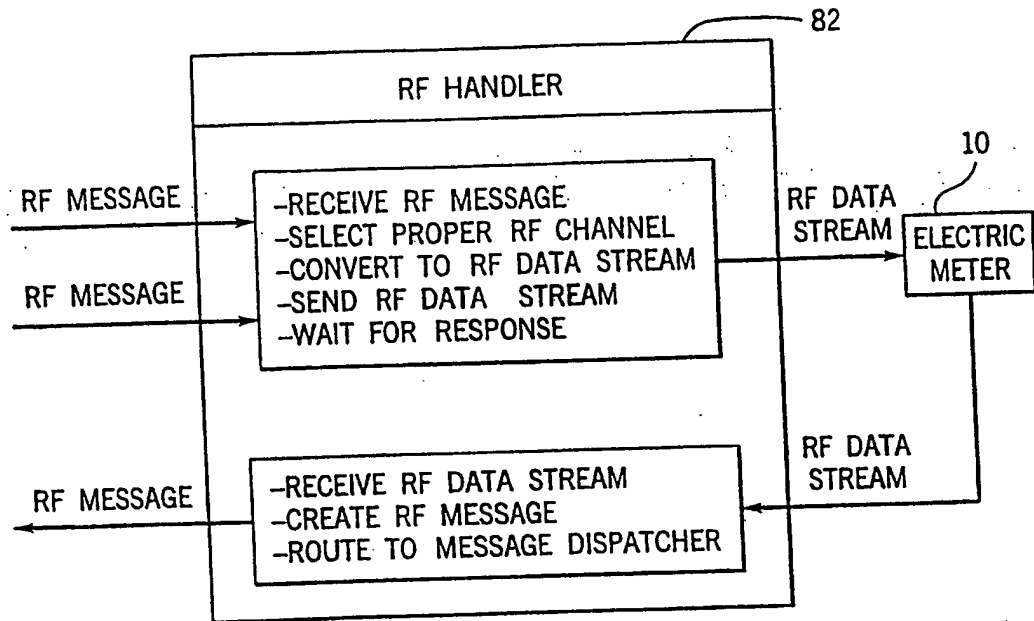 82
RF HANDLER
10
RF MESSAGE
RF MESSAGE
-RECEIVE RF MESSAGE
-SELECT PROPER RF CHANNEL
-CONVERT TO RF DATA STREAM
-SEND RF DATA STREAM
-WAIT FOR RESPONSE
RF DATA
STREAM
ELECTRIC
METER
RF MESSAGE
-RECEIVE RF DATA STREAM
-CREATE RF MESSAGE
-ROUTE TO MESSAGE DISPATCHER
RF DATA
STREAM